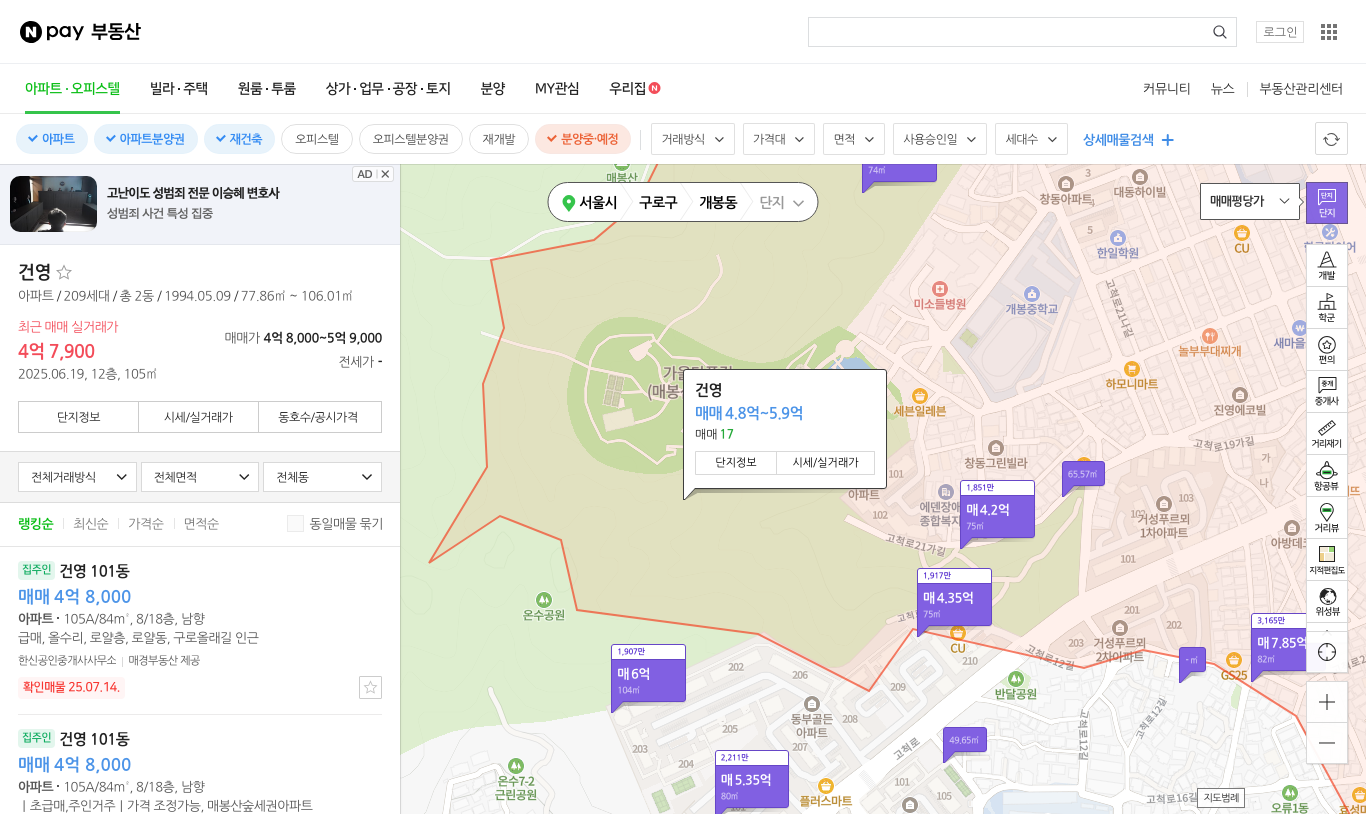 N pay 부동산
로그인
아파트·오피스텔
빌라·주택
원룸·투룸
상가·업무·공장·토지
분양
MY관심
우리집 N
커뮤니티
뉴스
부동산관리센터
아파트
아파트분양권
재건축
오피스텔
오피스텔분양권
재개발
분양중·예정
거래방식
가격대
면적
사용승인일
세대수
상세매물검색
AD
고난이도 성범죄 전문 이승혜 변호사
성범죄 사건 특성 집중
건영
아파트 / 209세대 / 총 2동 / 1994.05.09 / 77.86㎡ ~ 106.01㎡
최근 매매 실거래가
4억 7,900
2025.06.19, 12층, 105㎡
매매가 4억 8,000~5억 9,000
전세가 -
단지정보
시세/실거래가
동호수/공시가격
전체거래방식
전체면적
전체동
랭킹순
최신순
가격순
면적순
동일매물 묶기
집주인 건영 101동
매매 4억 8,000
아파트 · 105A/84m², 8/18층, 남향
급매, 올수리, 로얄층, 로얄동, 구로올래길 인근
한신공인중개사사무소 | 매경부동산 제공
확인매물 25.07.14.
집주인 건영 101동
매매 4억 8,000
아파트 · 105A/84m², 8/18층, 남향
ㅣ초급매,주인거주ㅣ가격 조정가능, 매봉산숲세권아파트
매봉산
74㎡
서울시
구로구
개봉동
단지
매매평당가
단지
단지
창동아파트
대동하이빌
3
5
CU
한일학원
미소들병원
개봉중학교
고척로21나길
놀부부대찌개
새마을
하모니마트
세븐일레븐
진영에코빌
고척로19가길
창동그린빌라
가
나
건영
매매 4.8억~5.9억
매매 17
단지정보
시세/실거래가
101
아파트
102
에덴장애
종합복지
고척로21가길
65.57㎡
1,851만
매 4.2억
75㎡
102
거성푸르뫼
1차아파트
101
아방데코
1,917만
매 4.35억
75㎡
CU
210
201
202
203
거성푸르뫼
2차아파트
고척로12길
3,165만
매 7.85억
82㎡
- ㎡
GS25
반달공원
온수공원
1,907만
매 6억
104㎡
202
206
209
동부골든
아파트
208
207
205
203
204
고척로
고척로12길
고척로12길
49.65㎡
2,211만
매 5.35억
80㎡
플러스마트
101
105
온수7-2
근린공원
고척로16길
지도범례
오류1동
개발
학군
편의
중개
중개사
거리재기
항공뷰
거리뷰
지적편집도
위성뷰